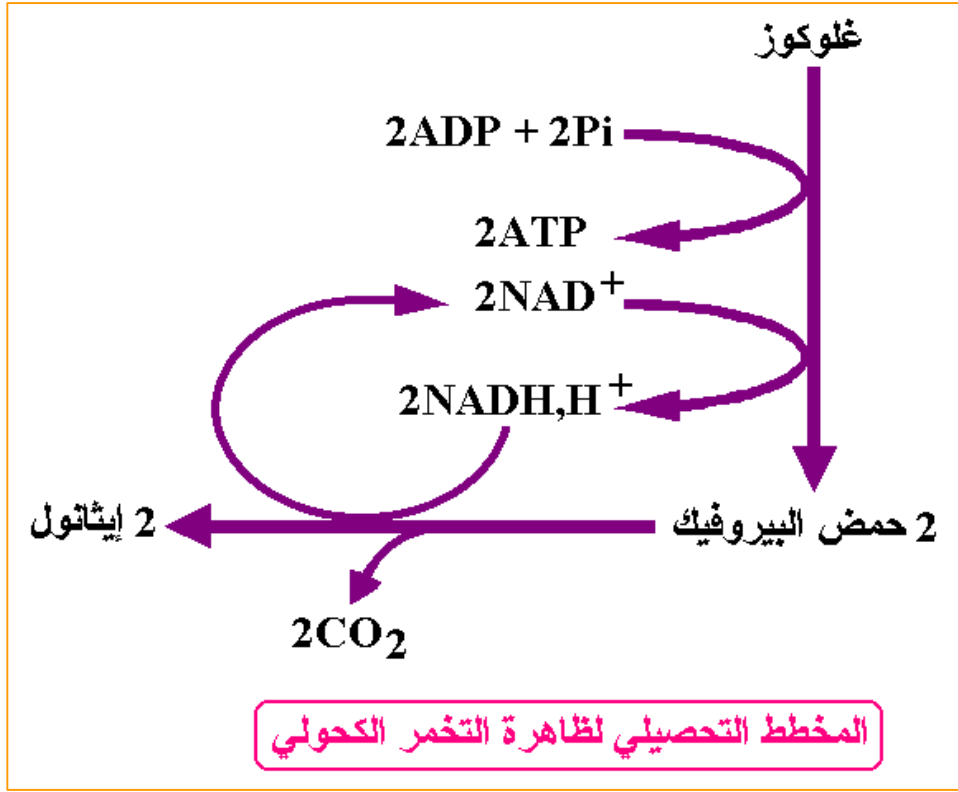 غلوكوز
2ADP + 2Pi
2ATP
2NAD+
2NADH,H+
2 حمض البيروفيك
2 إيثانول
2CO2
المخطط التحصيلي لظاهرة التخمر الكحولي